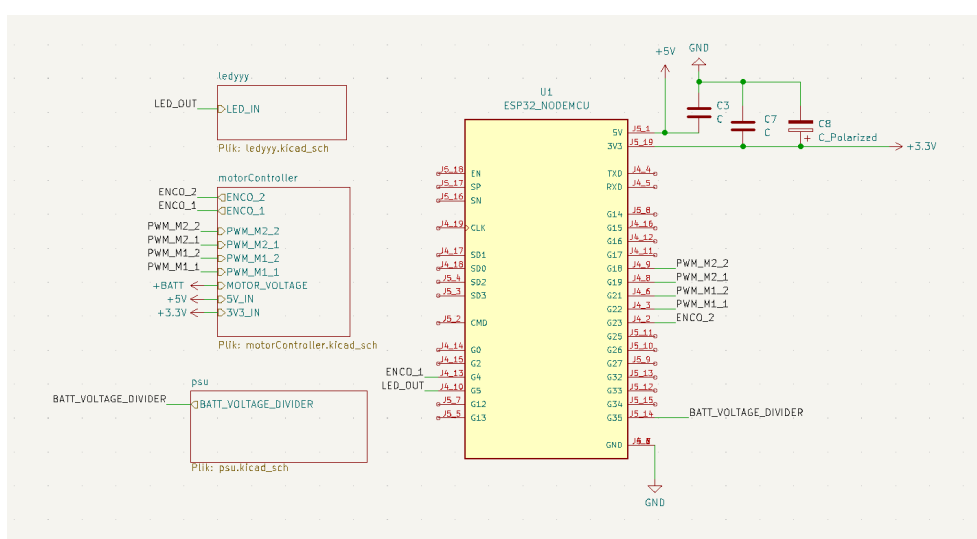 ledyyy
LED_OUT
LED_IN
Plik: ledyyy.kicad_sch
motorController
ENCO_2 ENCO_2
ENCO_1 ENCO_1
PWM_M2_2 PWM_M2_2
PWM_M2_1 PWM_M2_1
PWM_M1_2 PWM_M1_2
PWM_M1_1 PWM_M1_1
+BATT MOTOR_VOLTAGE
+5V 5V_IN
+3.3V 3V3_IN
Plik: motorController.kicad_sch
psu
BATT_VOLTAGE_DIVIDER BATT_VOLTAGE_DIVIDER
Plik: psu.kicad_sch
U1
ESP32_NODEMCU
J5_18 EN
J5_17 SP
J5_16 SN
J4_19 CLK
J4_17 SD1
J4_18 SD0
J5_4 SD2
J5_3 SD3
J5_2 CMD
J4_14 G0
J4_15 G2
ENCO_1 J4_13 G4
LED_OUT J4_10 G5
J5_7 G12
J5_5 G13
5V J5_1
3V3 J5_19
TXD J4_4
RXD J4_5
G14 J5_8
G15 J4_16
G16 J4_12
G17 J4_11
G18 J4_9 PWM_M2_2
G19 J4_8 PWM_M2_1
G21 J4_6 PWM_M1_2
G22 J4_3 PWM_M1_1
G23 J4_2 ENCO_2
G25 J5_11
G26 J5_10
G27 J5_9
G32 J5_13
G33 J5_12
G34 J5_15
G35 J5_14 BATT_VOLTAGE_DIVIDER
GND
GND
+5V
GND
C3
C
C7
C
C8
C_Polarized
+
+3.3V